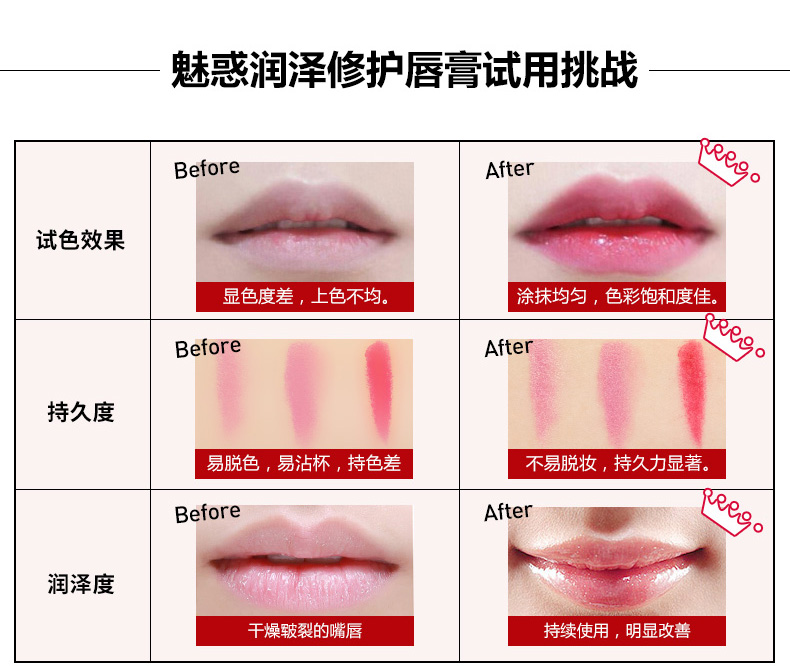 魅惑润泽修护唇膏试用挑战
Before
After
试色效果
显色度差，上色不均。
涂抹均匀，色彩饱和度佳。
Before
After
持久度
易脱色，易沾杯，持色差
不易脱妆，持久力显著。
Before
After
润泽度
干燥皲裂的嘴唇
持续使用，明显改善